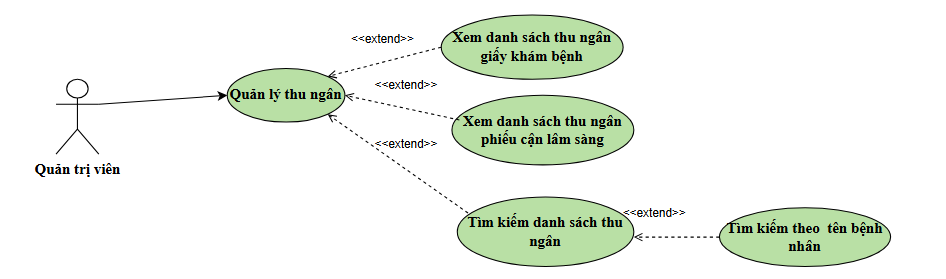 <<extend>>
Xem danh sách thu ngân
giấy khám bệnh
<<extend>>
Quản lý thu ngân
Xem danh sách thu ngân
phiếu cận lâm sàng
<<extend>>
Quản trị viên
Tìm kiếm danh sách thu
ngân
<<extend>>
Tìm kiếm theo tên bệnh
nhân